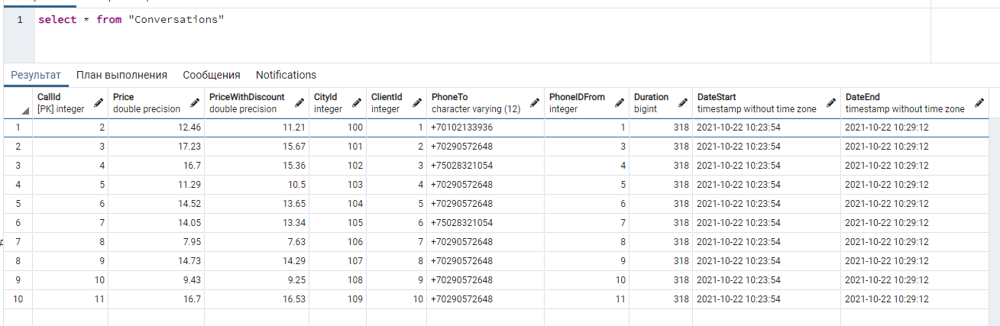 1 select * from "Conversations"
Результат План выполнения Сообщения Notifications
CallId Price PriceWithDiscount CityId ClientId PhoneTo PhoneIDFrom Duration DateStart DateEnd
[PK] integer double precision double precision integer integer character varying (12) integer bigint timestamp without time zone timestamp without time zone
1 2 12.46 11.21 100 1 +70102133936 1 318 2021-10-22 10:23:54 2021-10-22 10:29:12
2 3 17.23 15.67 101 2 +70290572648 3 318 2021-10-22 10:23:54 2021-10-22 10:29:12
3 4 16.7 15.36 102 3 +75028321054 4 318 2021-10-22 10:23:54 2021-10-22 10:29:12
4 5 11.29 10.5 103 4 +70290572648 5 318 2021-10-22 10:23:54 2021-10-22 10:29:12
5 6 14.52 13.65 104 5 +70290572648 6 318 2021-10-22 10:23:54 2021-10-22 10:29:12
6 7 14.05 13.34 105 6 +75028321054 7 318 2021-10-22 10:23:54 2021-10-22 10:29:12
7 8 7.95 7.63 106 7 +70290572648 8 318 2021-10-22 10:23:54 2021-10-22 10:29:12
8 9 14.73 14.29 107 8 +70290572648 9 318 2021-10-22 10:23:54 2021-10-22 10:29:12
9 10 9.43 9.25 108 9 +70290572648 10 318 2021-10-22 10:23:54 2021-10-22 10:29:12
10 11 16.7 16.53 109 10 +70290572648 11 318 2021-10-22 10:23:54 2021-10-22 10:29:12